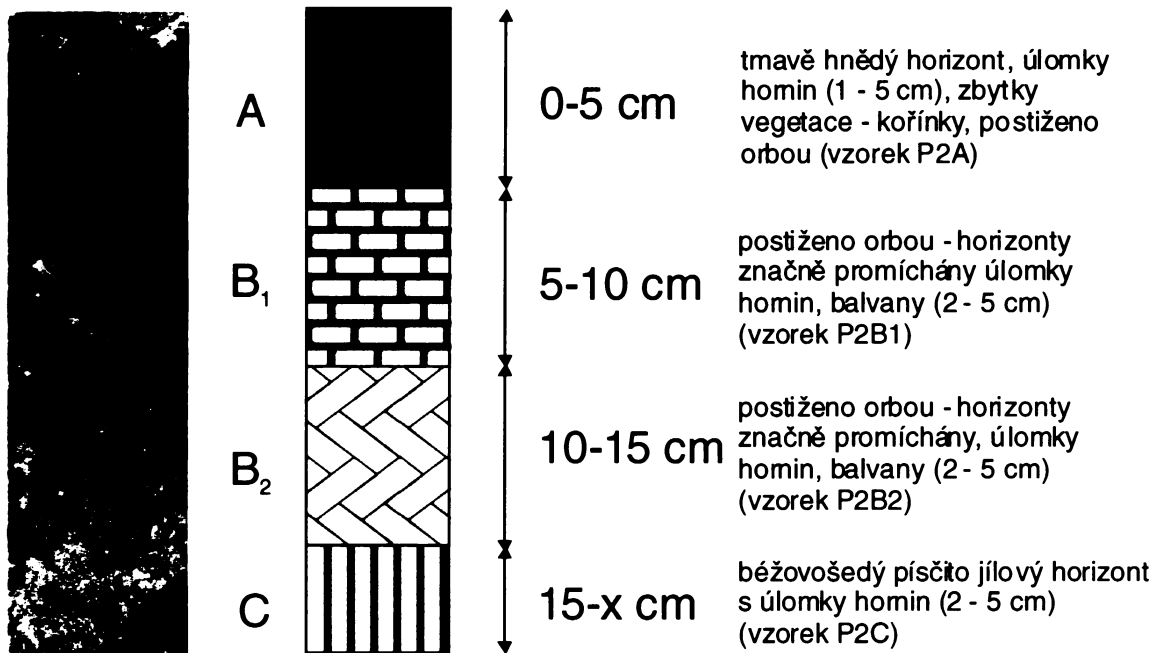 A
0-5 cm
tmavě hnědý horizont, úlomky
hornin (1 - 5 cm), zbytky
vegetace - kořínky, postiženo
orbou (vzorek P2A)
B₁
5-10 cm
postiženo orbou - horizonty
značně promíchány úlomky
hornin, balvany (2 - 5 cm)
(vzorek P2B1)
B₂
10-15 cm
postiženo orbou - horizonty
značně promíchány, úlomky
hornin, balvany (2 - 5 cm)
(vzorek P2B2)
C
15-x cm
béžovošedý písčito jílový horizont
s úlomky hornin (2 - 5 cm)
(vzorek P2C)